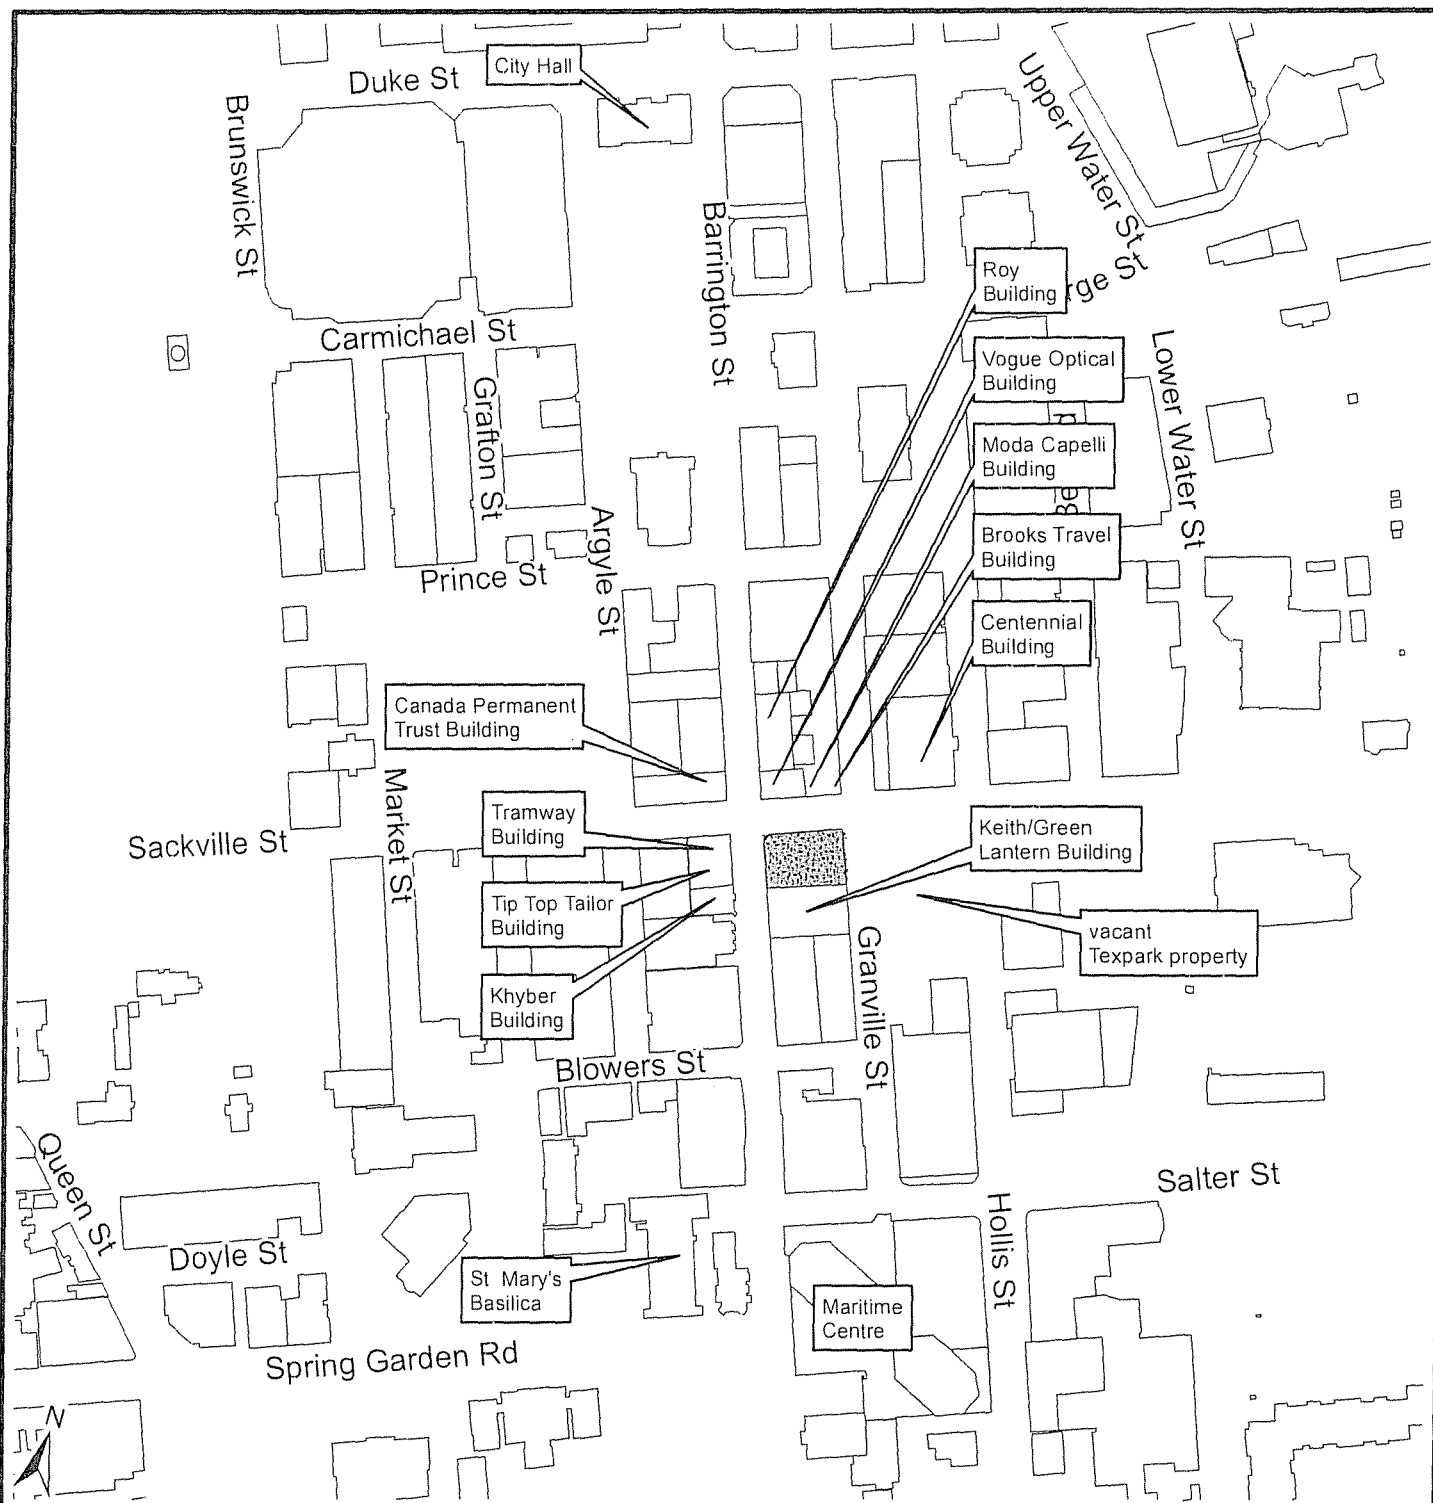 Duke St
City Hall
Brunswick St
Upper Water St
Barrington St
Roy
Building
rge St
Carmichael St
Vogue Optical
Building
Lower Water St
Grafton St
Moda Capelli
Building
Argyle St
Brooks Travel
Building
Prince St
Centennial
Building
Canada Permanent
Trust Building
Market St
Tramway
Building
Sackville St
Keith/Green
Lantern Building
Tip Top Tailor
Building
vacant
Texpark property
Granville St
Khyber
Building
Blowers St
Queen St
Salter St
Doyle St
Hollis St
St Mary's
Basilica
Maritime
Centre
Spring Garden Rd
N